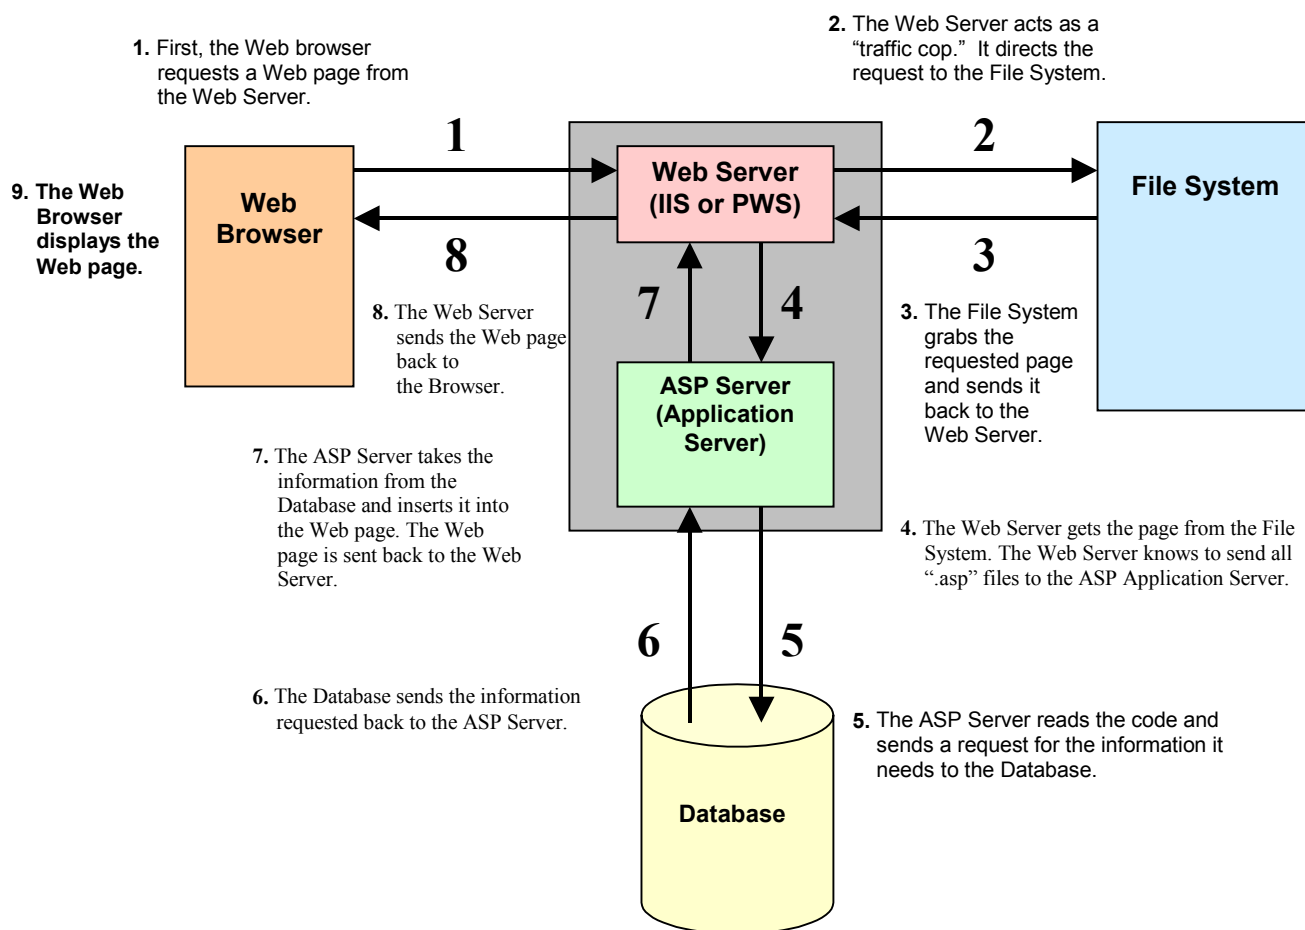 1. First, the Web browser
requests a Web page from
the Web Server.
2. The Web Server acts as a
“traffic cop.” It directs the
request to the File System.
1
2
9. The Web
Browser
displays the
Web page.
Web
Browser
Web Server
(IIS or PWS)
File System
8
3
7
4
8. The Web Server
sends the Web page
back to
the Browser.
3. The File System
grabs the
requested page
and sends it
back to the
Web Server.
ASP Server
(Application
Server)
7. The ASP Server takes the
information from the
Database and inserts it into
the Web page. The Web
page is sent back to the Web
Server.
4. The Web Server gets the page from the File
System. The Web Server knows to send all
“.asp” files to the ASP Application Server.
6
5
6. The Database sends the information
requested back to the ASP Server.
5. The ASP Server reads the code and
sends a request for the information it
needs to the Database.
Database